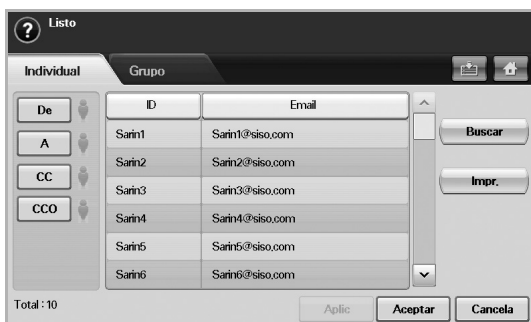 Listo
Individual Grupo
De
A
CC
CCO
ID Email
Sarin1 Sarin1@siso.com
Sarin2 Sarin2@siso.com
Sarin3 Sarin3@siso.com
Sarin4 Sarin4@siso.com
Sarin5 Sarin5@siso.com
Sarin6 Sarin6@siso.com
Buscar
Impr.
Total : 10
Aplic Aceptar Cancela